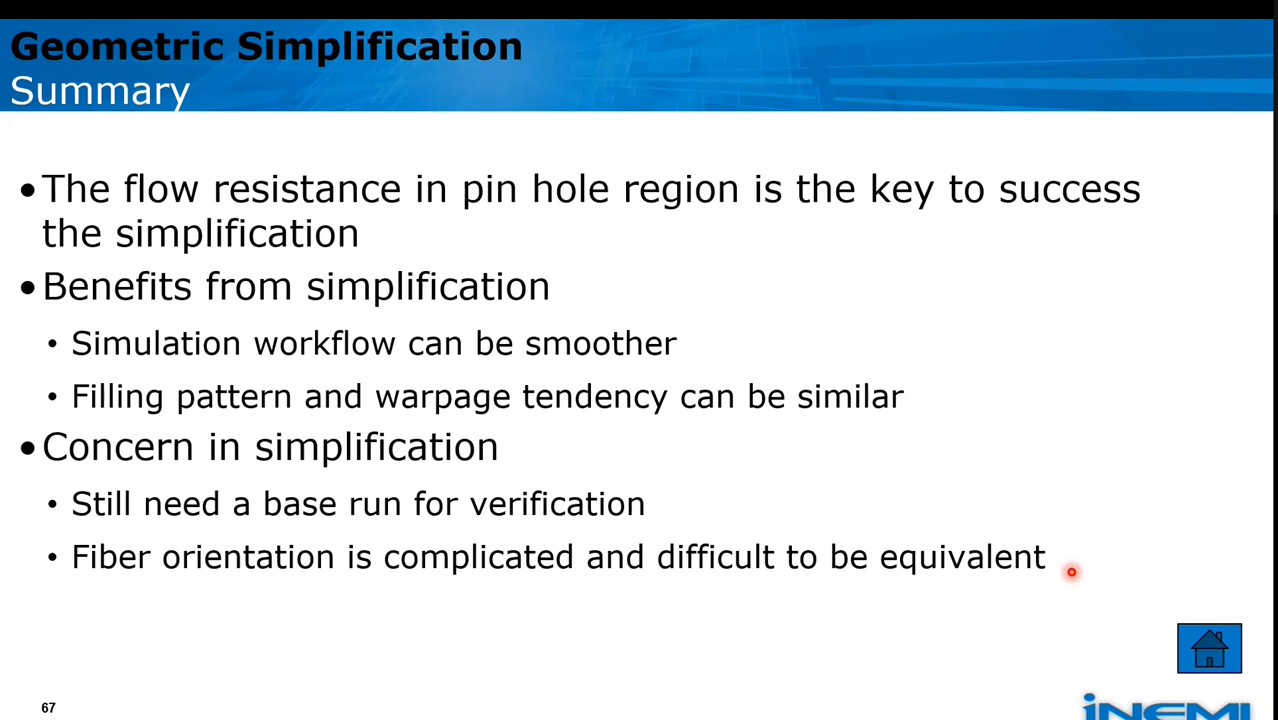 Geometric Simplification
Summary
•The flow resistance in pin hole region is the key to success
the simplification
•Benefits from simplification
• Simulation workflow can be smoother
• Filling pattern and warpage tendency can be similar
•Concern in simplification
• Still need a base run for verification
• Fiber orientation is complicated and difficult to be equivalent
67
iNEMI